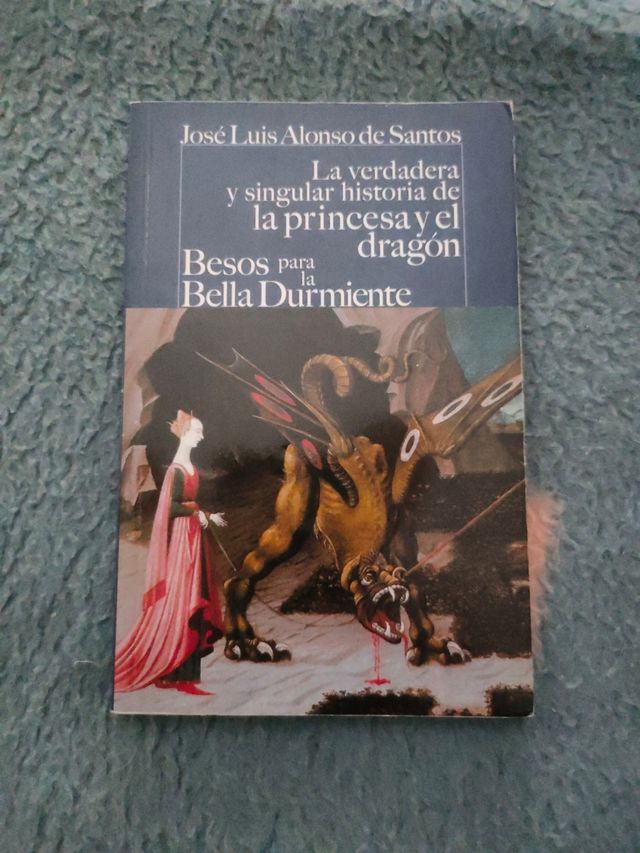 José Luis Alonso de Santos
La verdadera
y singular historia de
la princesa y el
dragón
Besos para la
Bella Durmiente